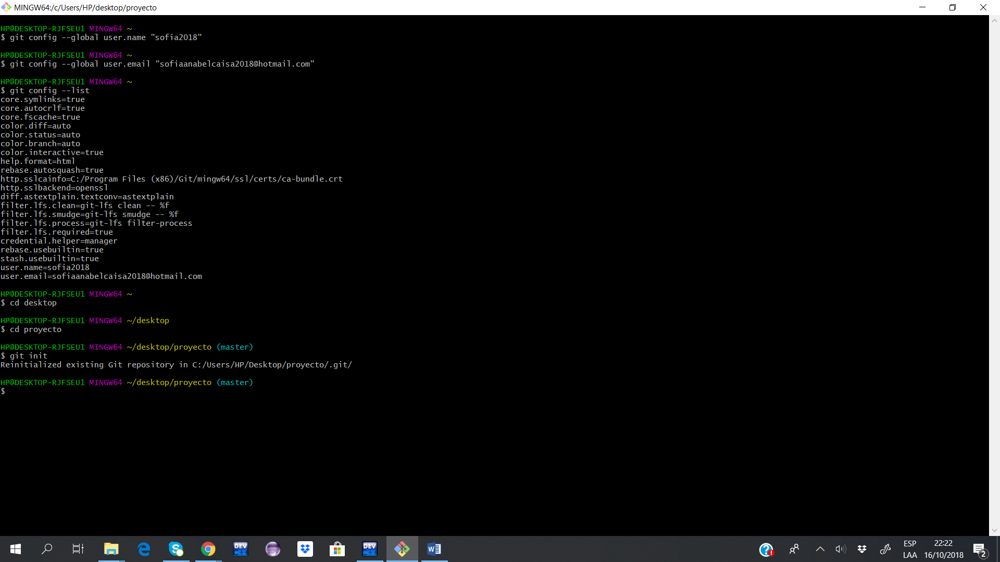 MINGW64:/c/Users/HP/desktop/proyecto
HP@DESKTOP-RJFSEU1 MINGW64 ~
$ git config --global user.name "sofia2018"
HP@DESKTOP-RJFSEU1 MINGW64 ~
$ git config --global user.email "sofiaanabelcaisa2018@hotmail.com"
HP@DESKTOP-RJFSEU1 MINGW64 ~
$ git config --list
core.symlinks=true
core.autocrlf=true
core.fscache=true
color.diff=auto
color.status=auto
color.branch=auto
color.interactive=true
help.format=html
rebase.autosquash=true
http.sslcainfo=C:/Program Files (x86)/Git/mingw64/ssl/certs/ca-bundle.crt
http.sslbackend=openssl
diff.astextplain.textconv=astextplain
filter.lfs.clean=git-lfs clean -- %f
filter.lfs.smudge=git-lfs smudge -- %f
filter.lfs.process=git-lfs filter-process
filter.lfs.required=true
credential.helper=manager
rebase.usebuiltin=true
stash.usebuiltin=true
user.name=sofia2018
user.email=sofiaanabelcaisa2018@hotmail.com
HP@DESKTOP-RJFSEU1 MINGW64 ~
$ cd desktop
HP@DESKTOP-RJFSEU1 MINGW64 ~/desktop
$ cd proyecto
HP@DESKTOP-RJFSEU1 MINGW64 ~/desktop/proyecto (master)
$ git init
Reinitialized existing Git repository in C:/Users/HP/Desktop/proyecto/.git/
HP@DESKTOP-RJFSEU1 MINGW64 ~/desktop/proyecto (master)
$
DEV C++
DEV C++
ESP
LAA
22:22
16/10/2018
2